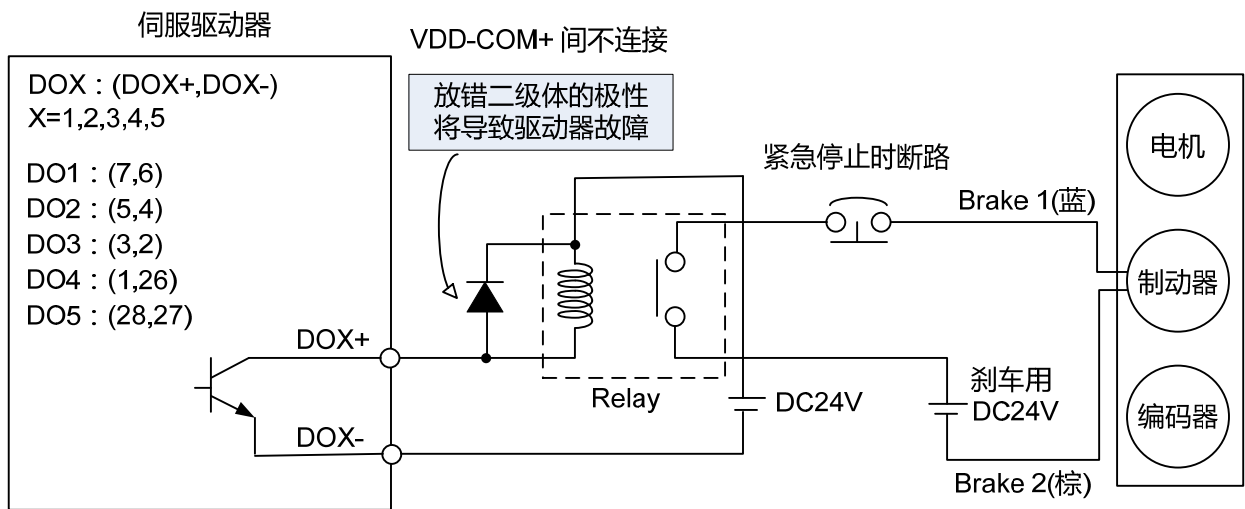 伺服驱动器
VDD-COM+ 间不连接
DOX：(DOX+,DOX-)
X=1,2,3,4,5
放错二级体的极性
将导致驱动器故障
DO1：(7,6)
DO2：(5,4)
DO3：(3,2)
DO4：(1,26)
DO5：(28,27)
紧急停止时断路
Brake 1(蓝)
电机
制动器
编码器
DOX+
DOX-
Relay
DC24V
刹车用
DC24V
Brake 2(棕)